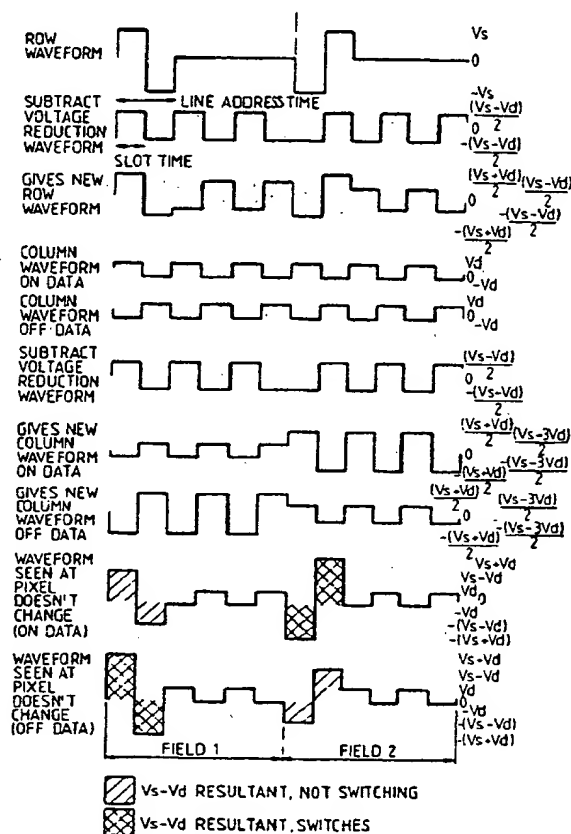 ROW
WAVEFORM
Vs
0
-Vs
SUBTRACT
VOLTAGE
REDUCTION
WAVEFORM
LINE ADDRESS TIME
SLOT TIME
(Vs-Vd)
2
0
-(Vs-Vd)
2
GIVES NEW
ROW
WAVEFORM
(Vs+Vd)
2
(Vs-Vd)
2
0
-(Vs-Vd)
2
-(Vs+Vd)
2
COLUMN
WAVEFORM
ON DATA
Vd
0
-Vd
COLUMN
WAVEFORM
OFF DATA
Vd
0
-Vd
SUBTRACT
VOLTAGE
REDUCTION
WAVEFORM
(Vs-Vd)
2
0
-(Vs-Vd)
2
GIVES NEW
COLUMN
WAVEFORM
ON DATA
(Vs+Vd)
2
(Vs-3Vd)
2
0
-(Vs+Vd)
2
-(Vs-3Vd)
2
GIVES NEW
COLUMN
WAVEFORM
OFF DATA
(Vs+Vd)
2
(Vs-3Vd)
2
0
-(Vs+Vd)
2
-(Vs-3Vd)
2
WAVEFORM
SEEN AT
PIXEL
DOESN'T
CHANGE
(ON DATA)
Vs+Vd
Vs-Vd
Vd
0
-Vd
-(Vs-Vd)
-(Vs+Vd)
WAVEFORM
SEEN AT
PIXEL
DOESN'T
CHANGE
(OFF DATA)
Vs+Vd
Vs-Vd
Vd
0
-Vd
-(Vs-Vd)
-(Vs+Vd)
FIELD 1
FIELD 2
Vs-Vd RESULTANT, NOT SWITCHING
Vs-Vd RESULTANT, SWITCHES